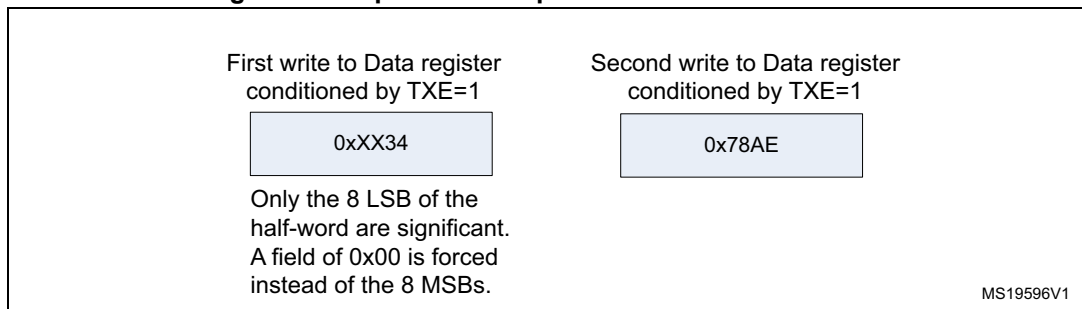 First write to Data register
conditioned by TXE=1
0xXX34
Only the 8 LSB of the
half-word are significant.
A field of 0x00 is forced
instead of the 8 MSBs.
Second write to Data register
conditioned by TXE=1
0x78AE
MS19596V1